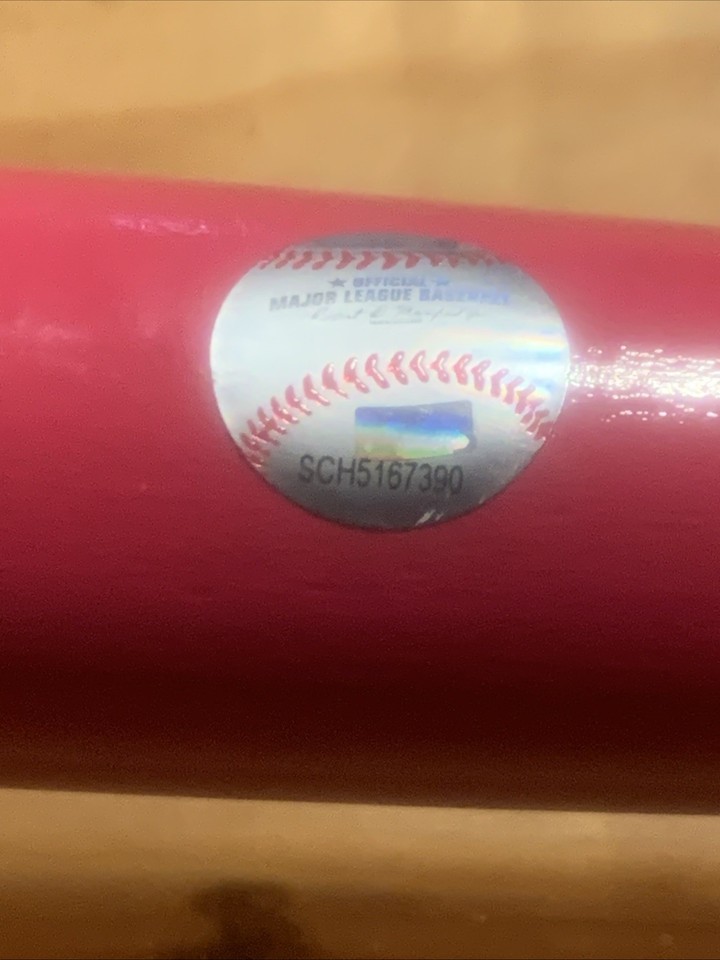 ★ OFFICIAL ★
MAJOR LEAGUE BASEBALL
SCH5167390